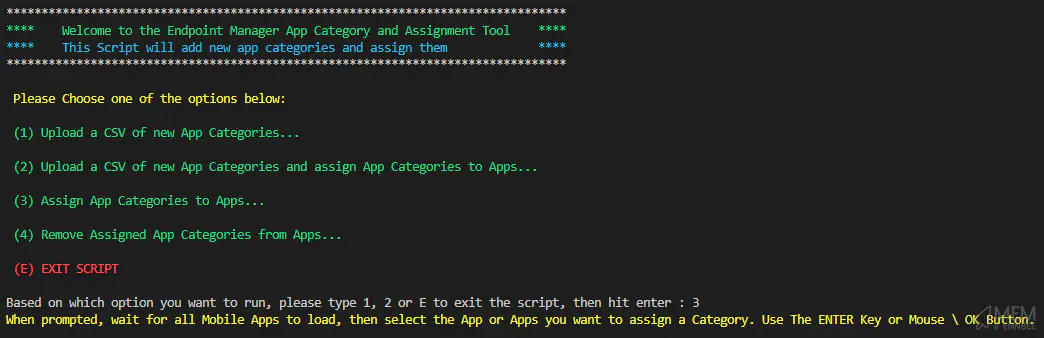 ********************************************************************************
****    Welcome to the Endpoint Manager App Category and Assignment Tool    ****
****    This Script will add new app categories and assign them             ****
********************************************************************************
Please Choose one of the options below:
(1) Upload a CSV of new App Categories...
(2) Upload a CSV of new App Categories and assign App Categories to Apps...
(3) Assign App Categories to Apps...
(4) Remove Assigned App Categories from Apps...
(E) EXIT SCRIPT
Based on which option you want to run, please type 1, 2 or E to exit the script, then hit enter : 3
When prompted, wait for all Mobile Apps to load, then select the App or Apps you want to assign a Category. Use The ENTER Key or Mouse \ OK Button.
MEM
ENNBLE